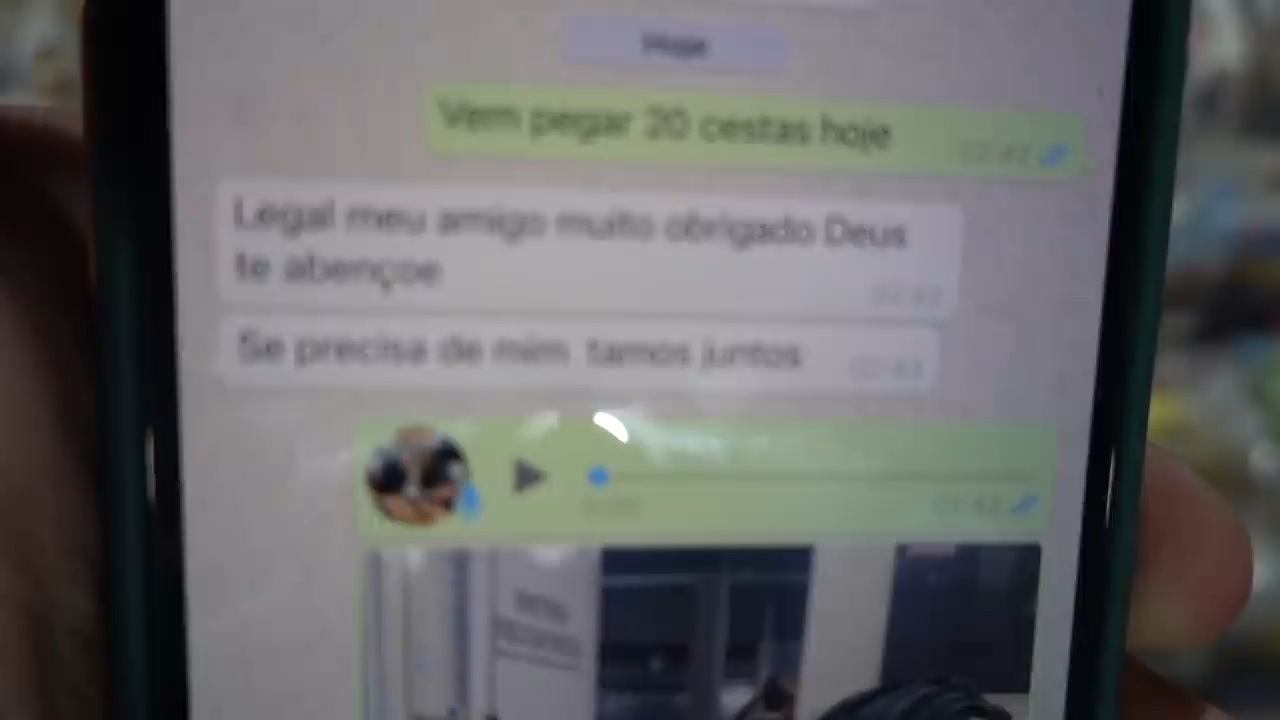 Hoje
Vem pegar 20 cestas hoje
Legal meu amigo muito obrigado Deus
te abençoe
Se precisa de mim tamos juntos